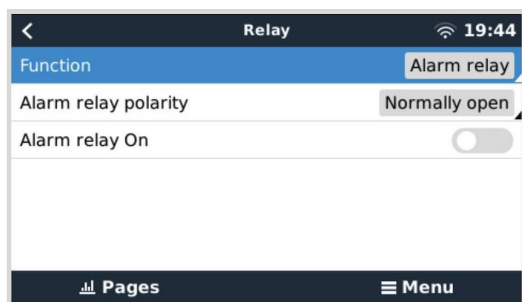 Relay 19:44
Function Alarm relay
Alarm relay polarity Normally open
Alarm relay On
Pages Menu